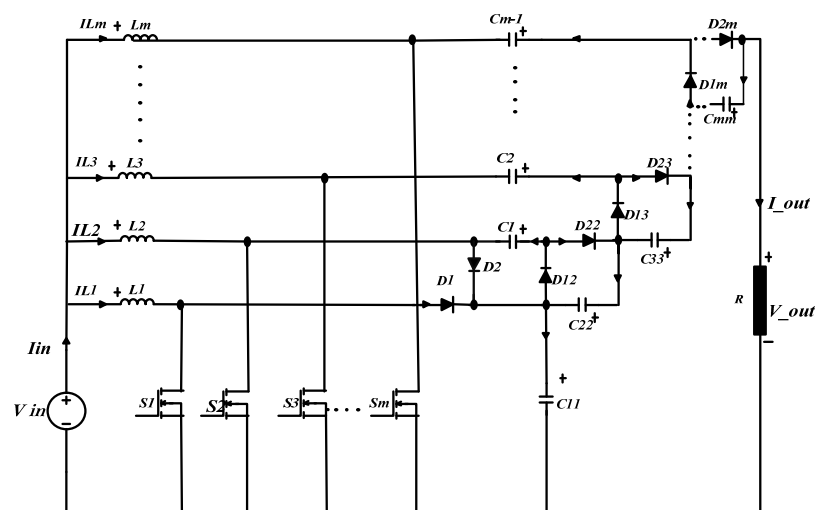 ILm + Lm Cm-1 + D2m
D1m
Cmm +
IL3 + L3 C2 + D23
I_out
D13
IL2 + L2 C1 + D22
D2 C33 +
D12
IL1 + L1 D1
C22 +
+
R V_out
−
Iin
+
S1 S2 S3 Sm C11
Vin + −